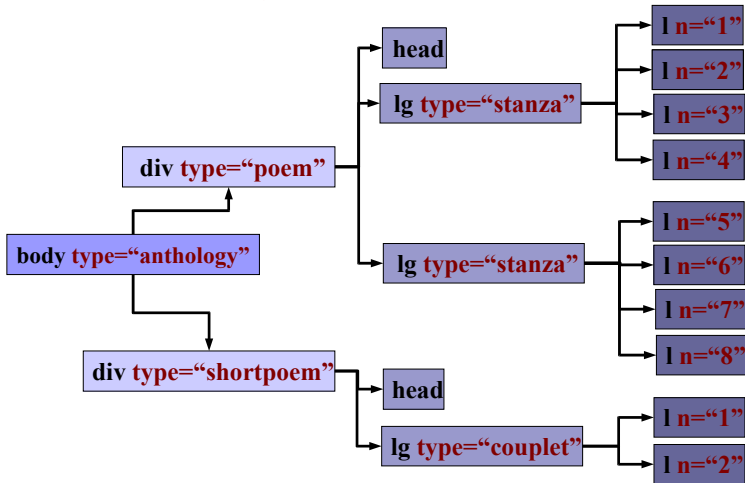 body type=“anthology”
div type=“poem”
head
lg type=“stanza”
l n=“1”
l n=“2”
l n=“3”
l n=“4”
lg type=“stanza”
l n=“5”
l n=“6”
l n=“7”
l n=“8”
div type=“shortpoem”
head
lg type=“couplet”
l n=“1”
l n=“2”